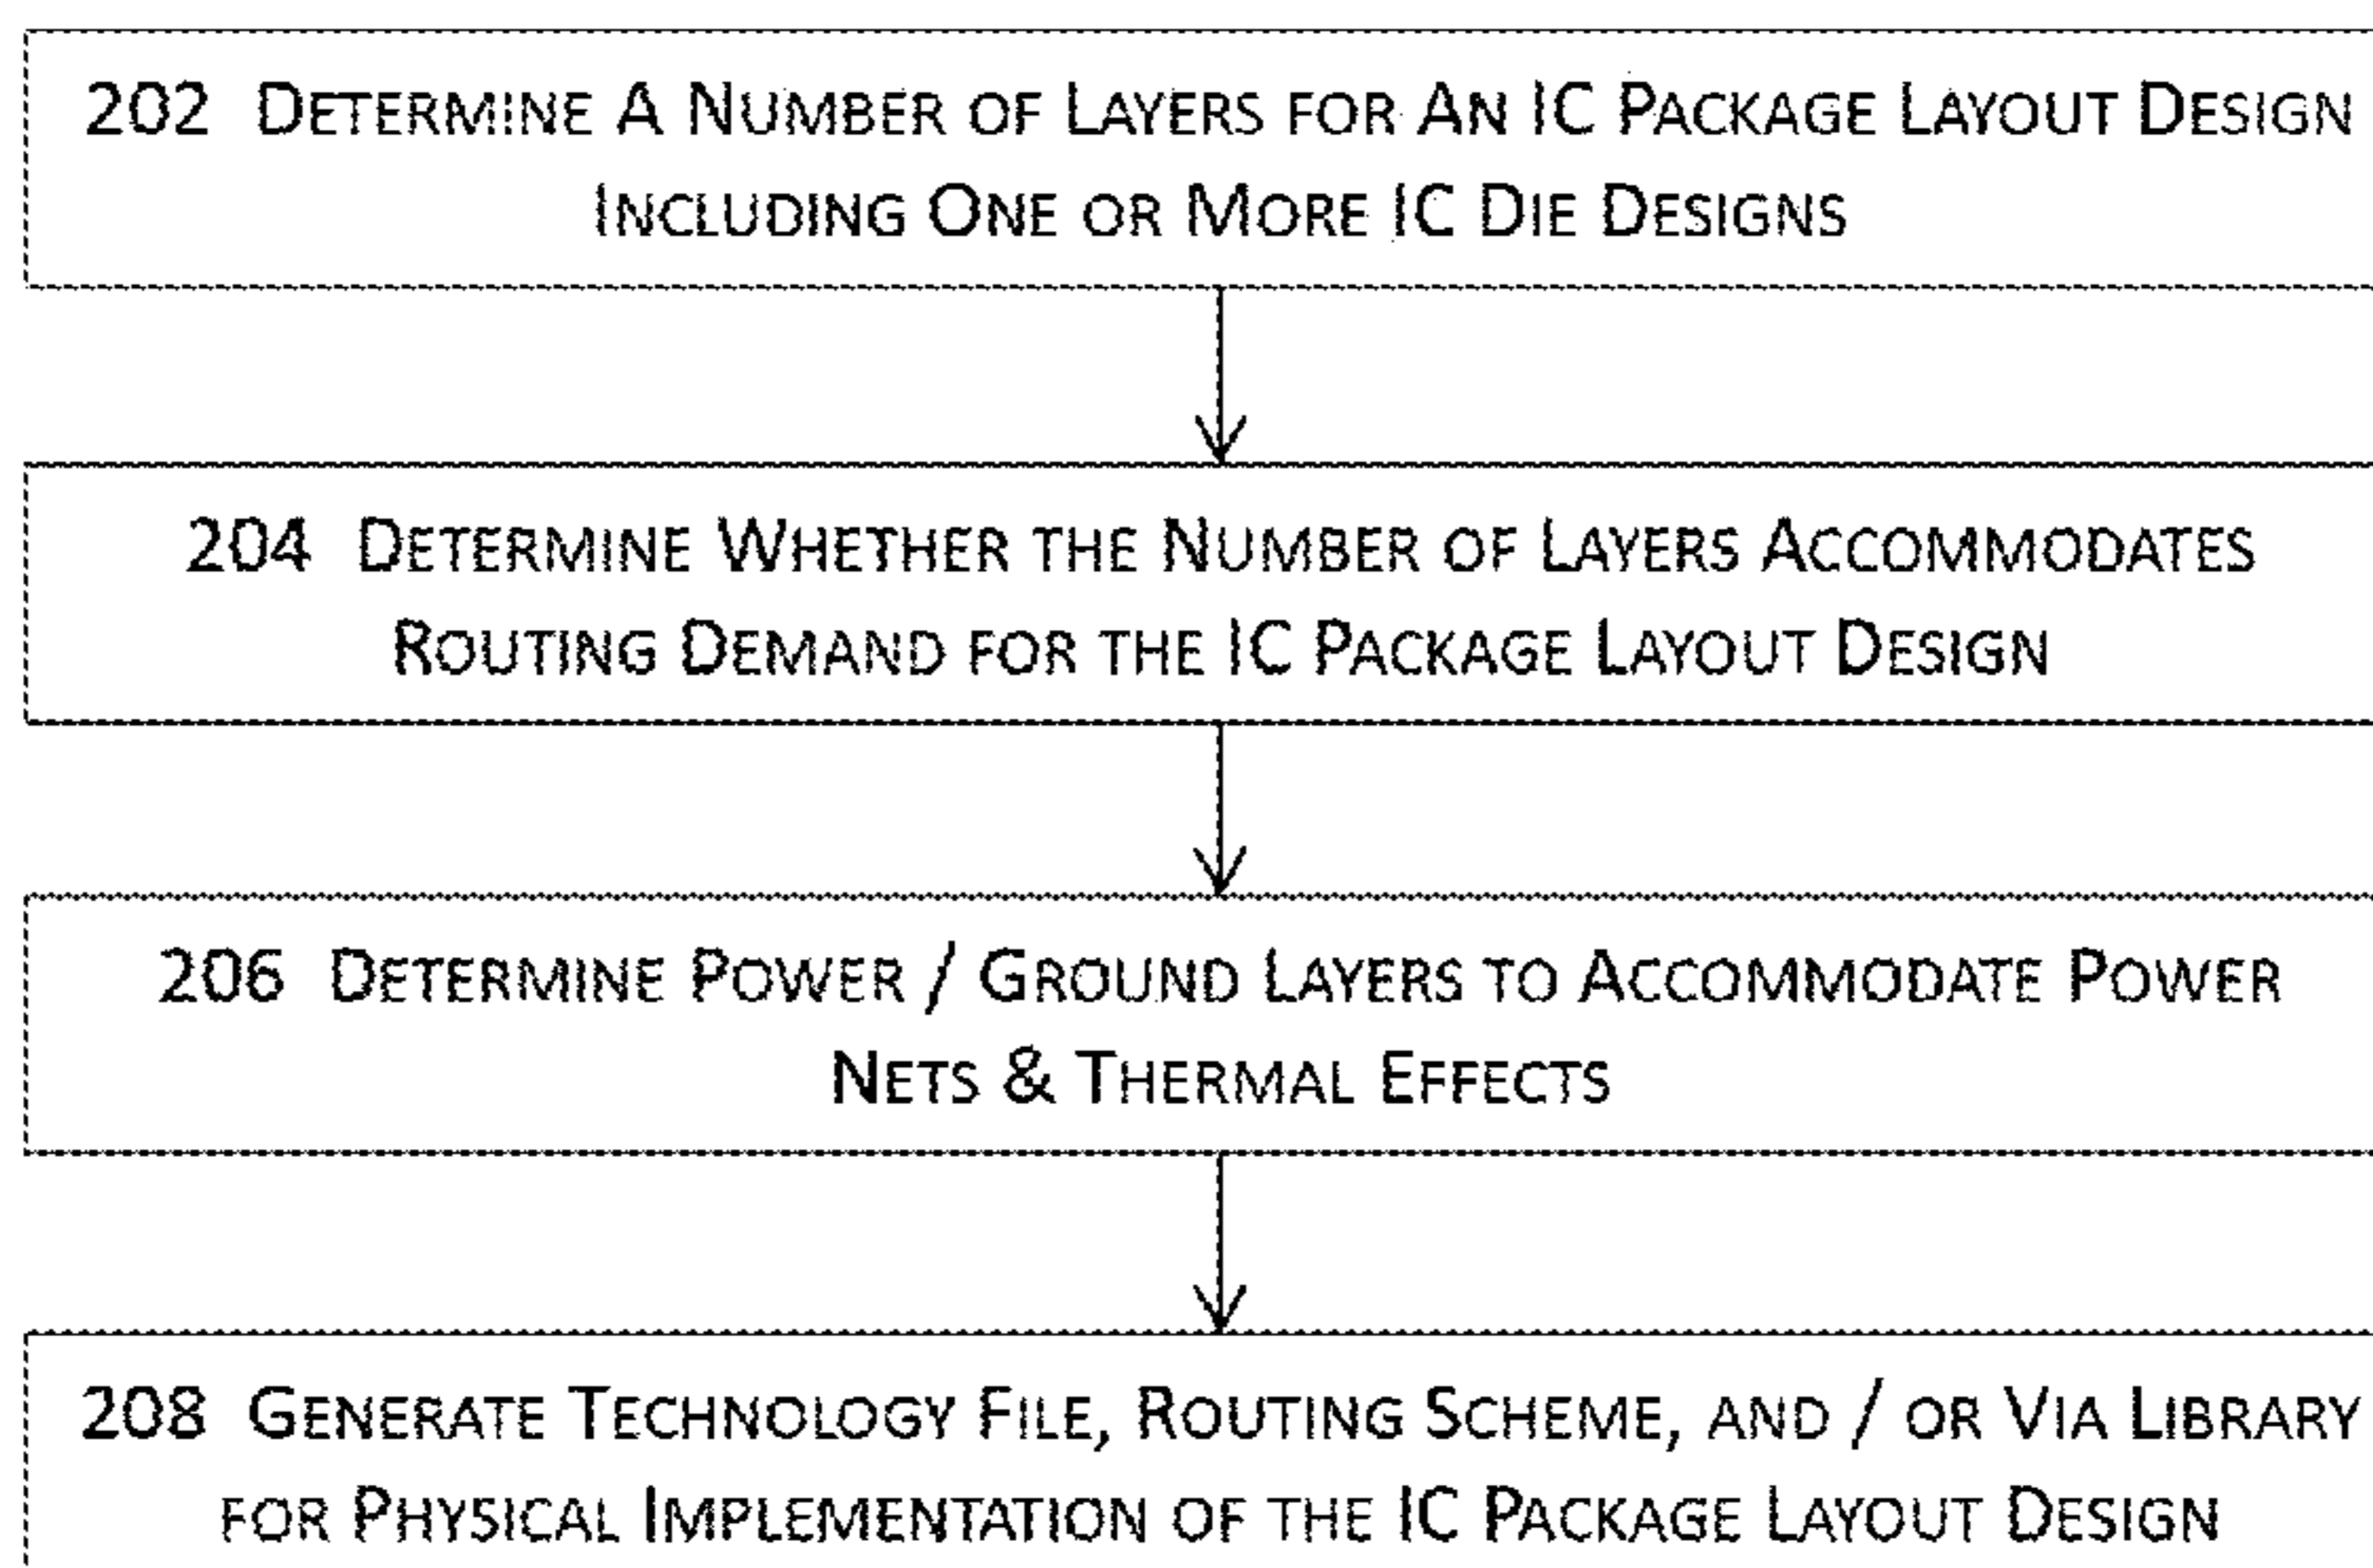 202 DETERMINE A NUMBER OF LAYERS FOR AN IC PACKAGE LAYOUT DESIGN
INCLUDING ONE OR MORE IC DIE DESIGNS
204 DETERMINE WHETHER THE NUMBER OF LAYERS ACCOMMODATES
ROUTING DEMAND FOR THE IC PACKAGE LAYOUT DESIGN
206 DETERMINE POWER / GROUND LAYERS TO ACCOMMODATE POWER
NETS & THERMAL EFFECTS
208 GENERATE TECHNOLOGY FILE, ROUTING SCHEME, AND / OR VIA LIBRARY
FOR PHYSICAL IMPLEMENTATION OF THE IC PACKAGE LAYOUT DESIGN